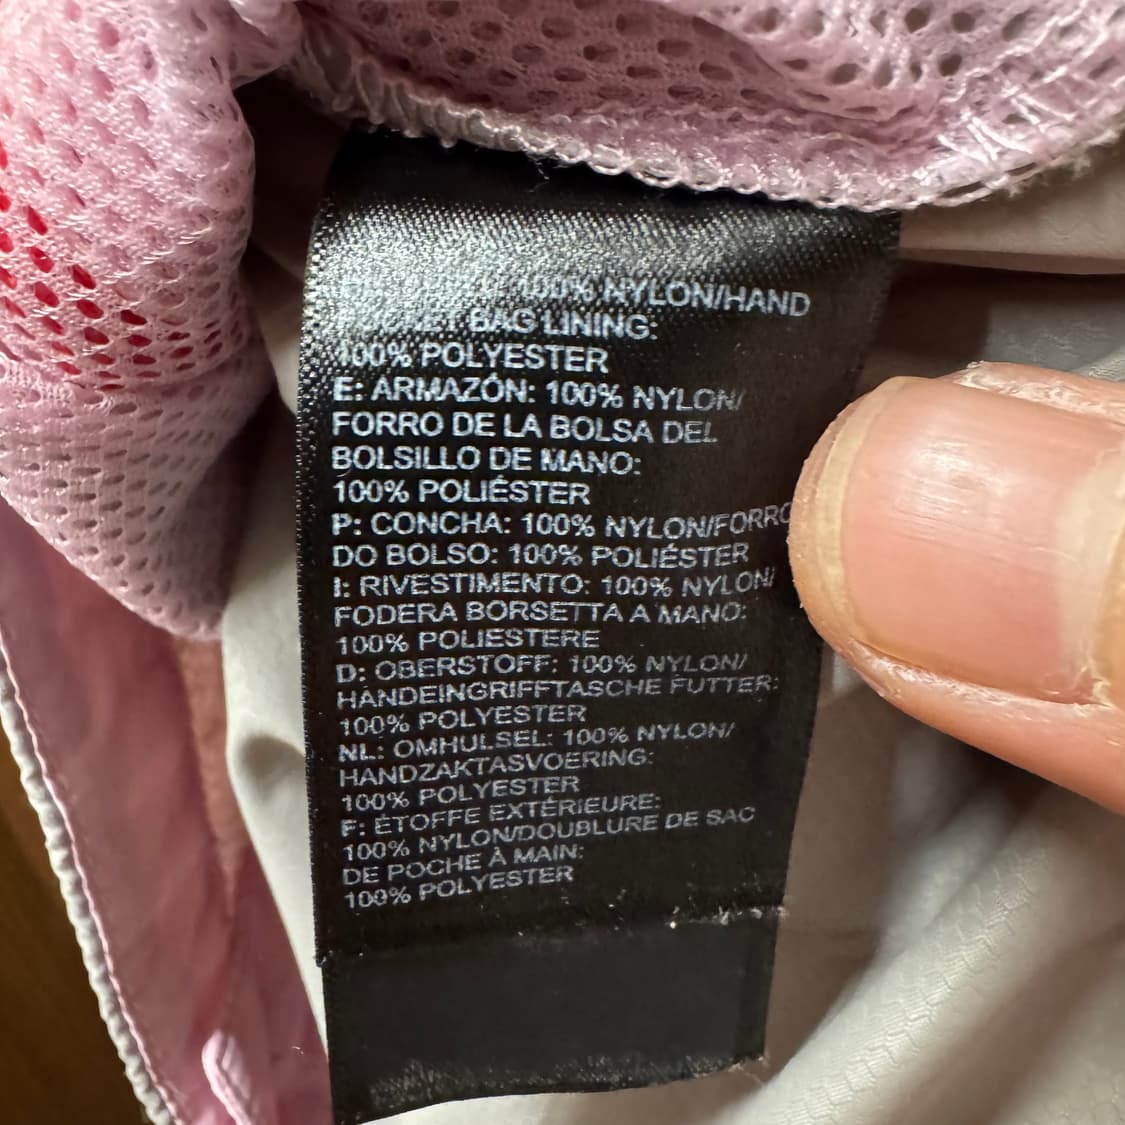 100% NYLON/HAND
BAG LINING:
100% POLYESTER
E: ARMAZÓN: 100% NYLON/
FORRO DE LA BOLSA DEL
BOLSILLO DE MANO:
100% POLIÉSTER
P: CONCHA: 100% NYLON/FORRO
DO BOLSO: 100% POLIÉSTER
I: RIVESTIMENTO: 100% NYLON/
FODERA BORSETTA A MANO:
100% POLIESTERE
D: OBERSTOFF: 100% NYLON/
HANDEINGRIFFTASCHE FUTTER:
100% POLYESTER
NL: OMHULSEL: 100% NYLON/
HANDZAKTASVOERING:
100% POLYESTER
F: ÉTOFFE EXTÉRIEURE:
100% NYLON/DOUBLURE DE SAC
DE POCHE À MAIN:
100% POLYESTER